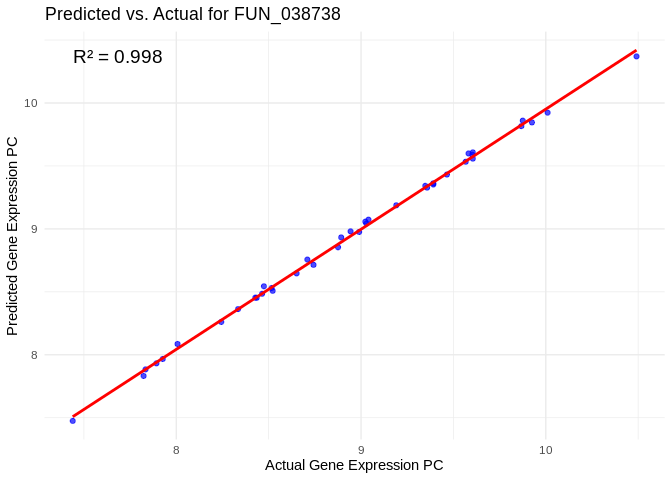 Predicted vs. Actual for FUN_038738
R² = 0.998
10
9
8
Predicted Gene Expression PC
8
9
10
Actual Gene Expression PC